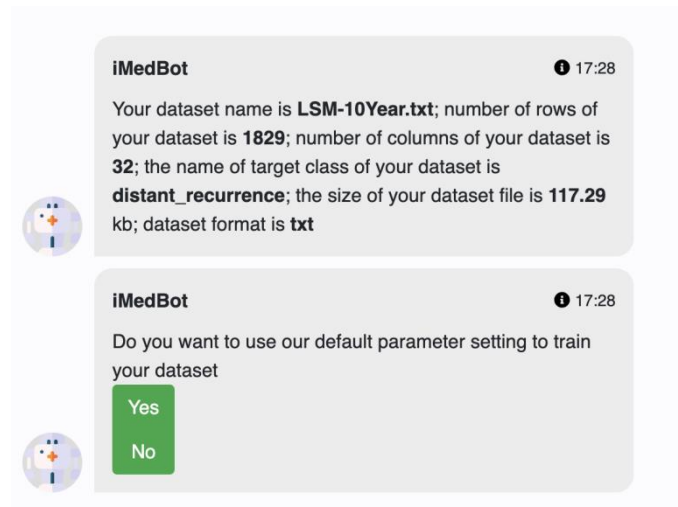 iMedBot 17:28
Your dataset name is LSM-10Year.txt; number of rows of
your dataset is 1829; number of columns of your dataset is
32; the name of target class of your dataset is
distant_recurrence; the size of your dataset file is 117.29
kb; dataset format is txt
iMedBot 17:28
Do you want to use our default parameter setting to train
your dataset
Yes
No